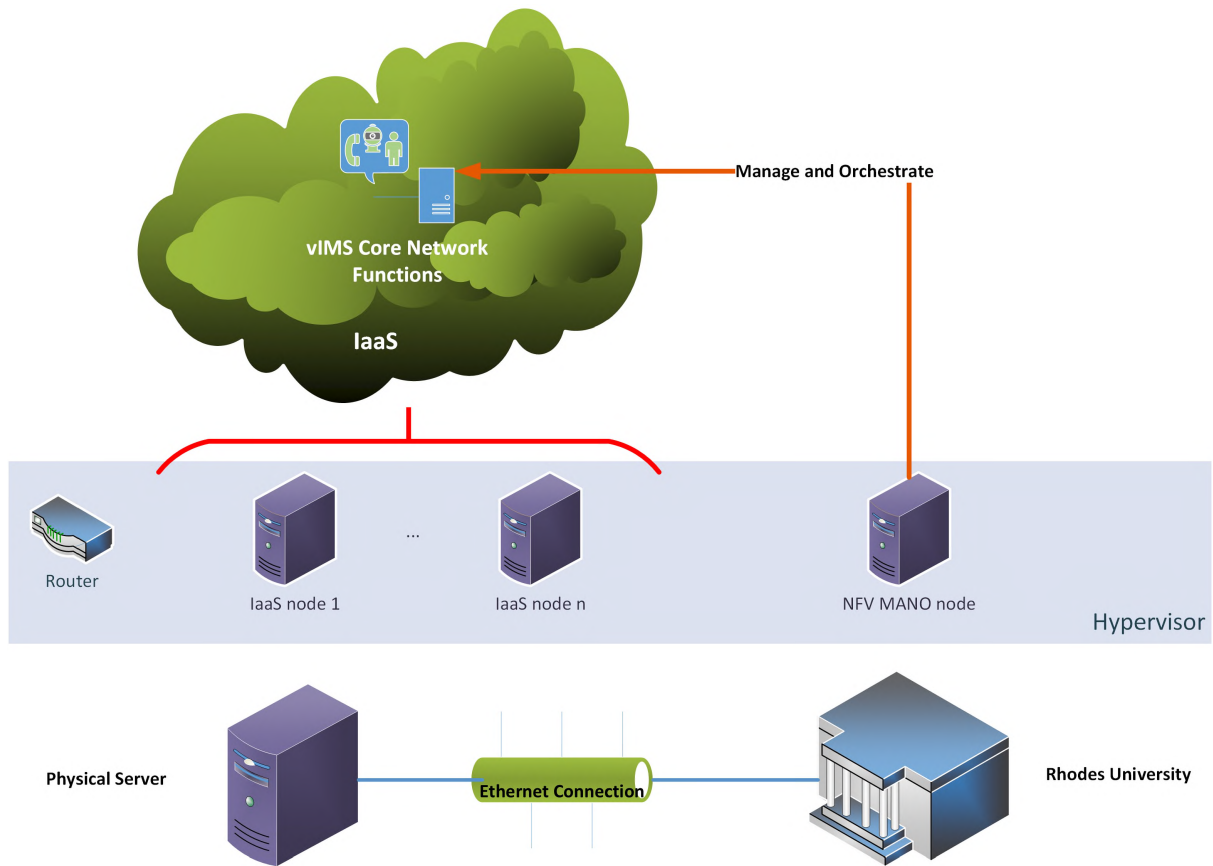 Manage and Orchestrate
vIMS Core Network
Functions
IaaS
Router
IaaS node 1
...
IaaS node n
NFV MANO node
Hypervisor
Physical Server
Ethernet Connection
Rhodes University